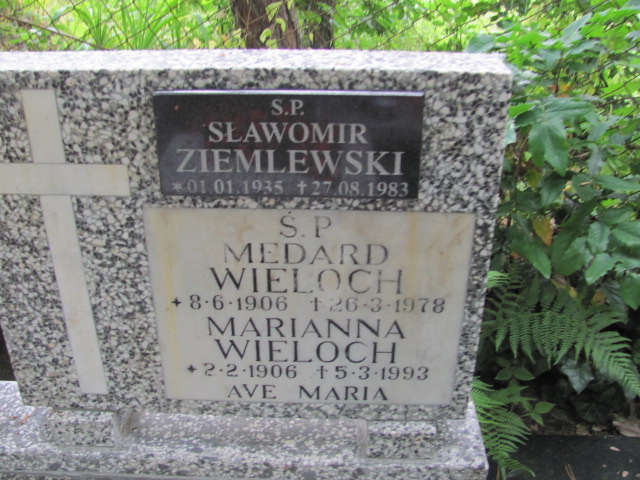 S.P.
SŁAWOMIR
ZIEMLEWSKI
*01.01.1935 †27.08.1983
Ś.P
MEDARD
WIELOCH
*8-6-1906 †26-3-1978
MARIANNA
WIELOCH
*2-2-1906 †5-3-1993
AVE MARIA